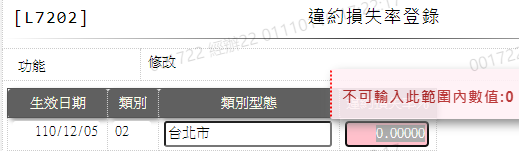 [L7202] 違約損失率登錄
功能 修改
不可輸入此範圍內數值:0
生效日期 類別 類別型態
110/12/05 02 台北市 0.00000